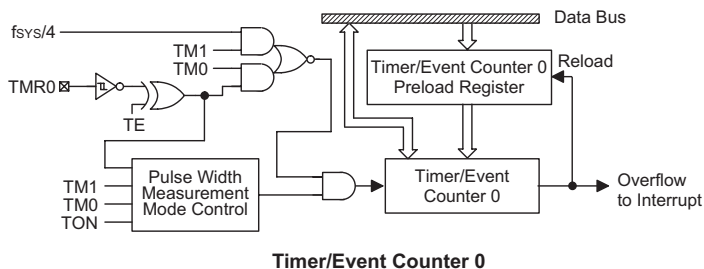 Data Bus
fSYS/4
TM1
TM0
TMR0
TE
Timer/Event Counter 0
Preload Register
Reload
TM1
TM0
TON
Pulse Width
Measurement
Mode Control
Timer/Event
Counter 0
Overflow
to Interrupt
Timer/Event Counter 0